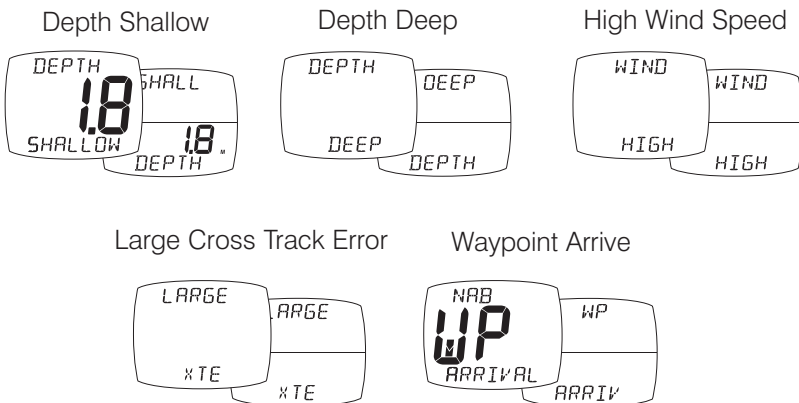 Depth Shallow
DEPTH
1.8
SHALLOW
SHALL
1.8 M
DEPTH
Depth Deep
DEPTH
DEEP
DEEP
DEPTH
High Wind Speed
WIND
HIGH
WIND
HIGH
Large Cross Track Error
LARGE
XTE
LARGE
XTE
Waypoint Arrive
NAB
WP
ARRIVAL
WP
ARRIV